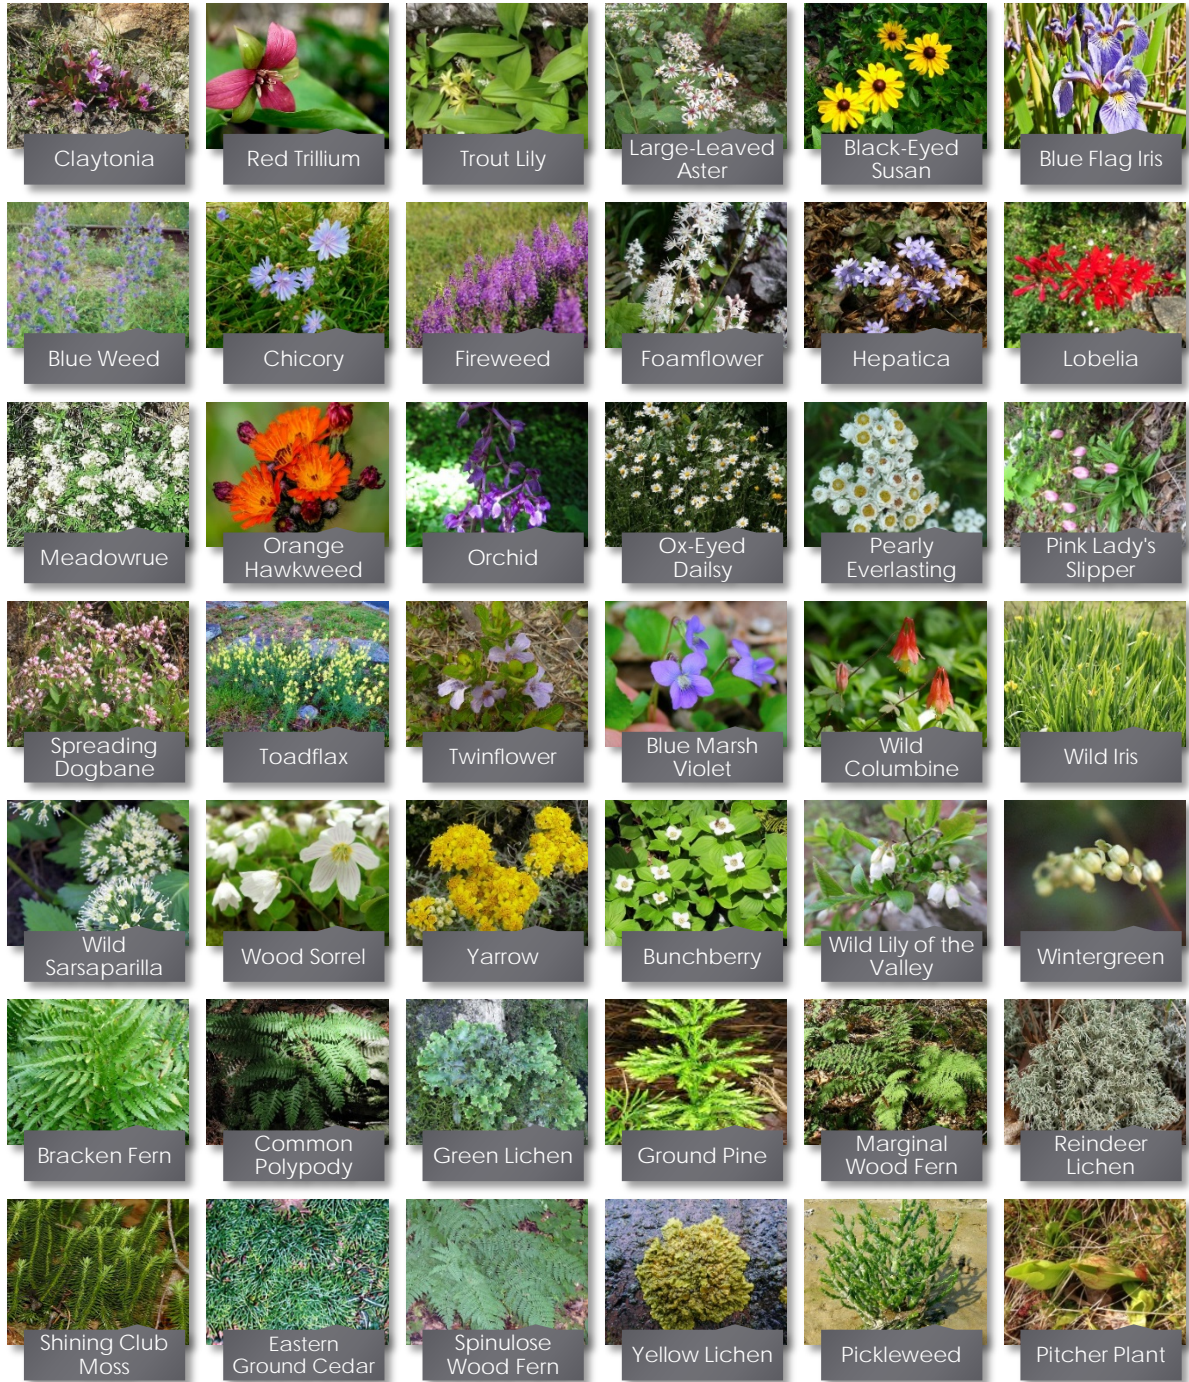 Claytonia
Red Trillium
Trout Lily
Large-Leaved
Aster
Black-Eyed
Susan
Blue Flag Iris
Blue Weed
Chicory
Fireweed
Foamflower
Hepatica
Lobelia
Meadowrue
Orange
Hawkweed
Orchid
Ox-Eyed
Dailsy
Pearly
Everlasting
Pink Lady's
Slipper
Spreading
Dogbane
Toadflax
Twinflower
Blue Marsh
Violet
Wild
Columbine
Wild Iris
Wild
Sarsaparilla
Wood Sorrel
Yarrow
Bunchberry
Wild Lily of the
Valley
Wintergreen
Bracken Fern
Common
Polypody
Green Lichen
Ground Pine
Marginal
Wood Fern
Reindeer
Lichen
Shining Club
Moss
Eastern
Ground Cedar
Spinulose
Wood Fern
Yellow Lichen
Pickleweed
Pitcher Plant